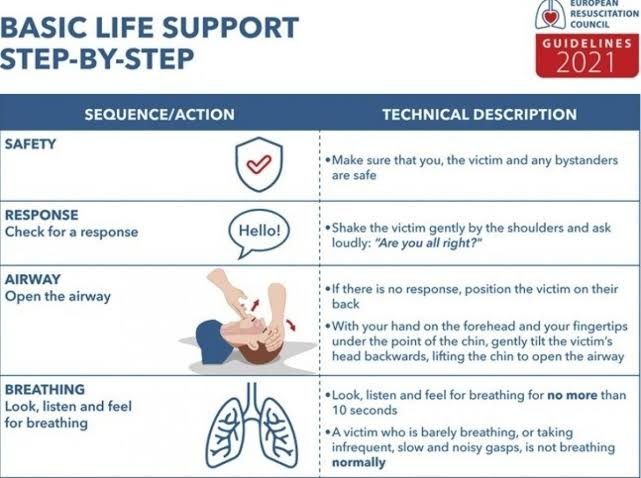 BASIC LIFE SUPPORT
STEP-BY-STEP
EUROPEAN
RESUSCITATION
COUNCIL
GUIDELINES
2021
SEQUENCE/ACTION
TECHNICAL DESCRIPTION
SAFETY
•Make sure that you, the victim and any bystanders
are safe
RESPONSE
Check for a response
Hello!
•Shake the victim gently by the shoulders and ask
loudly: "Are you all right?"
AIRWAY
Open the airway
•If there is no response, position the victim on their
back
•With your hand on the forehead and your fingertips
under the point of the chin, gently tilt the victim's
head backwards, lifting the chin to open the airway
BREATHING
Look, listen and feel
for breathing
•Look, listen and feel for breathing for no more than
10 seconds
•A victim who is barely breathing, or taking
infrequent, slow and noisy gasps, is not breathing
normally